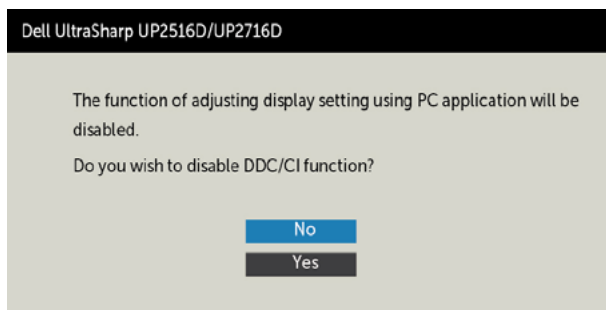 Dell UltraSharp UP2516D/UP2716D
The function of adjusting display setting using PC application will be
disabled.
Do you wish to disable DDC/CI function?
No
Yes